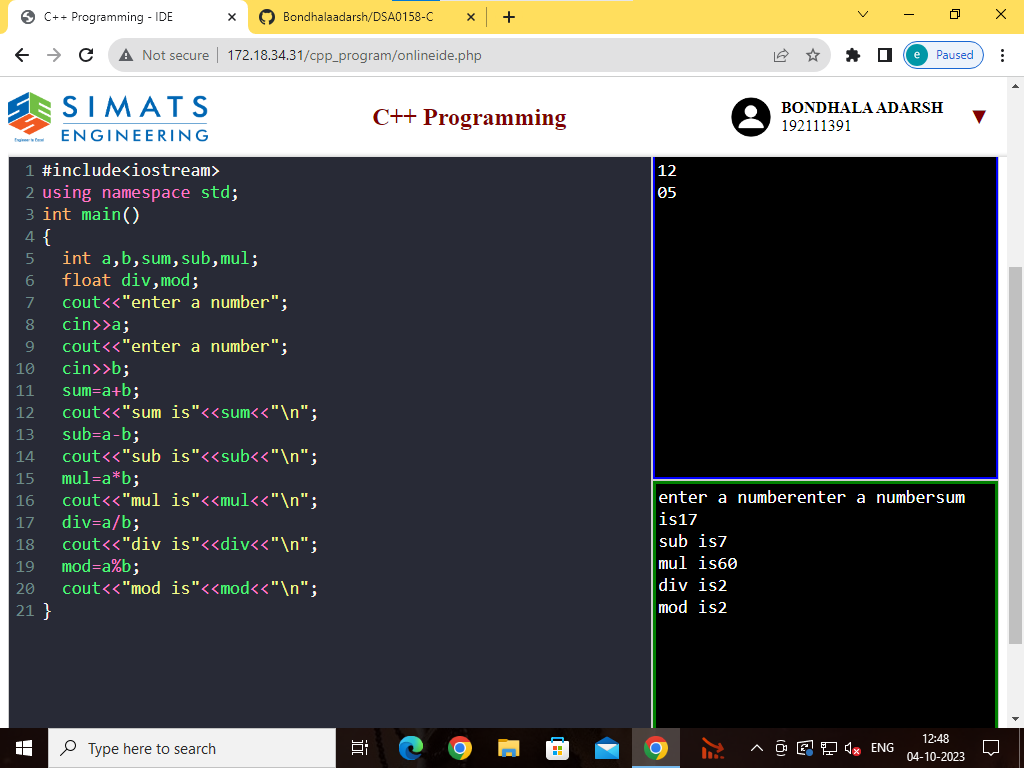 C++ Programming - IDE
Bondhalaadarsh/DSA0158-C
Not secure
172.18.34.31/cpp_program/onlineide.php
e Paused
SIMATS
ENGINEERING
C++ Programming
BONDHALA ADARSH
192111391
1 #include<iostream>
2 using namespace std;
3 int main()
4 {
5 int a,b,sum,sub,mul;
6 float div,mod;
7 cout<<"enter a number";
8 cin>>a;
9 cout<<"enter a number";
10 cin>>b;
11 sum=a+b;
12 cout<<"sum is"<<sum<<"\n";
13 sub=a-b;
14 cout<<"sub is"<<sub<<"\n";
15 mul=a*b;
16 cout<<"mul is"<<mul<<"\n";
17 div=a/b;
18 cout<<"div is"<<div<<"\n";
19 mod=a%b;
20 cout<<"mod is"<<mod<<"\n";
21 }
12
05
enter a numberenter a numbersum
is17
sub is7
mul is60
div is2
mod is2
Type here to search
ENG
12:48
04-10-2023